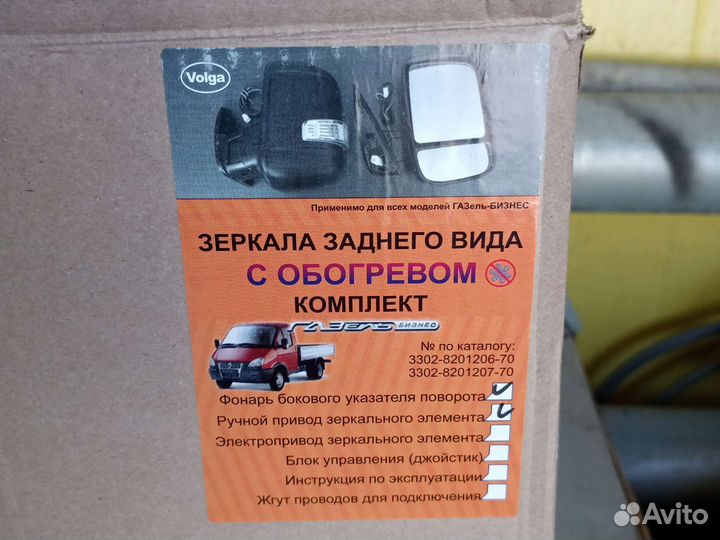 Volga
Применимо для всех моделей ГАЗель-БИЗНЕС
ЗЕРКАЛА ЗАДНЕГО ВИДА
С ОБОГРЕВОМ
КОМПЛЕКТ
ГАЗель БИЗНЕС
№ по каталогу:
3302-8201206-70
3302-8201207-70
Фонарь бокового указателя поворота
Ручной привод зеркального элемента
Электропривод зеркального элемента
Блок управления (джойстик)
Инструкция по эксплуатации
Жгут проводов для подключения
Avito